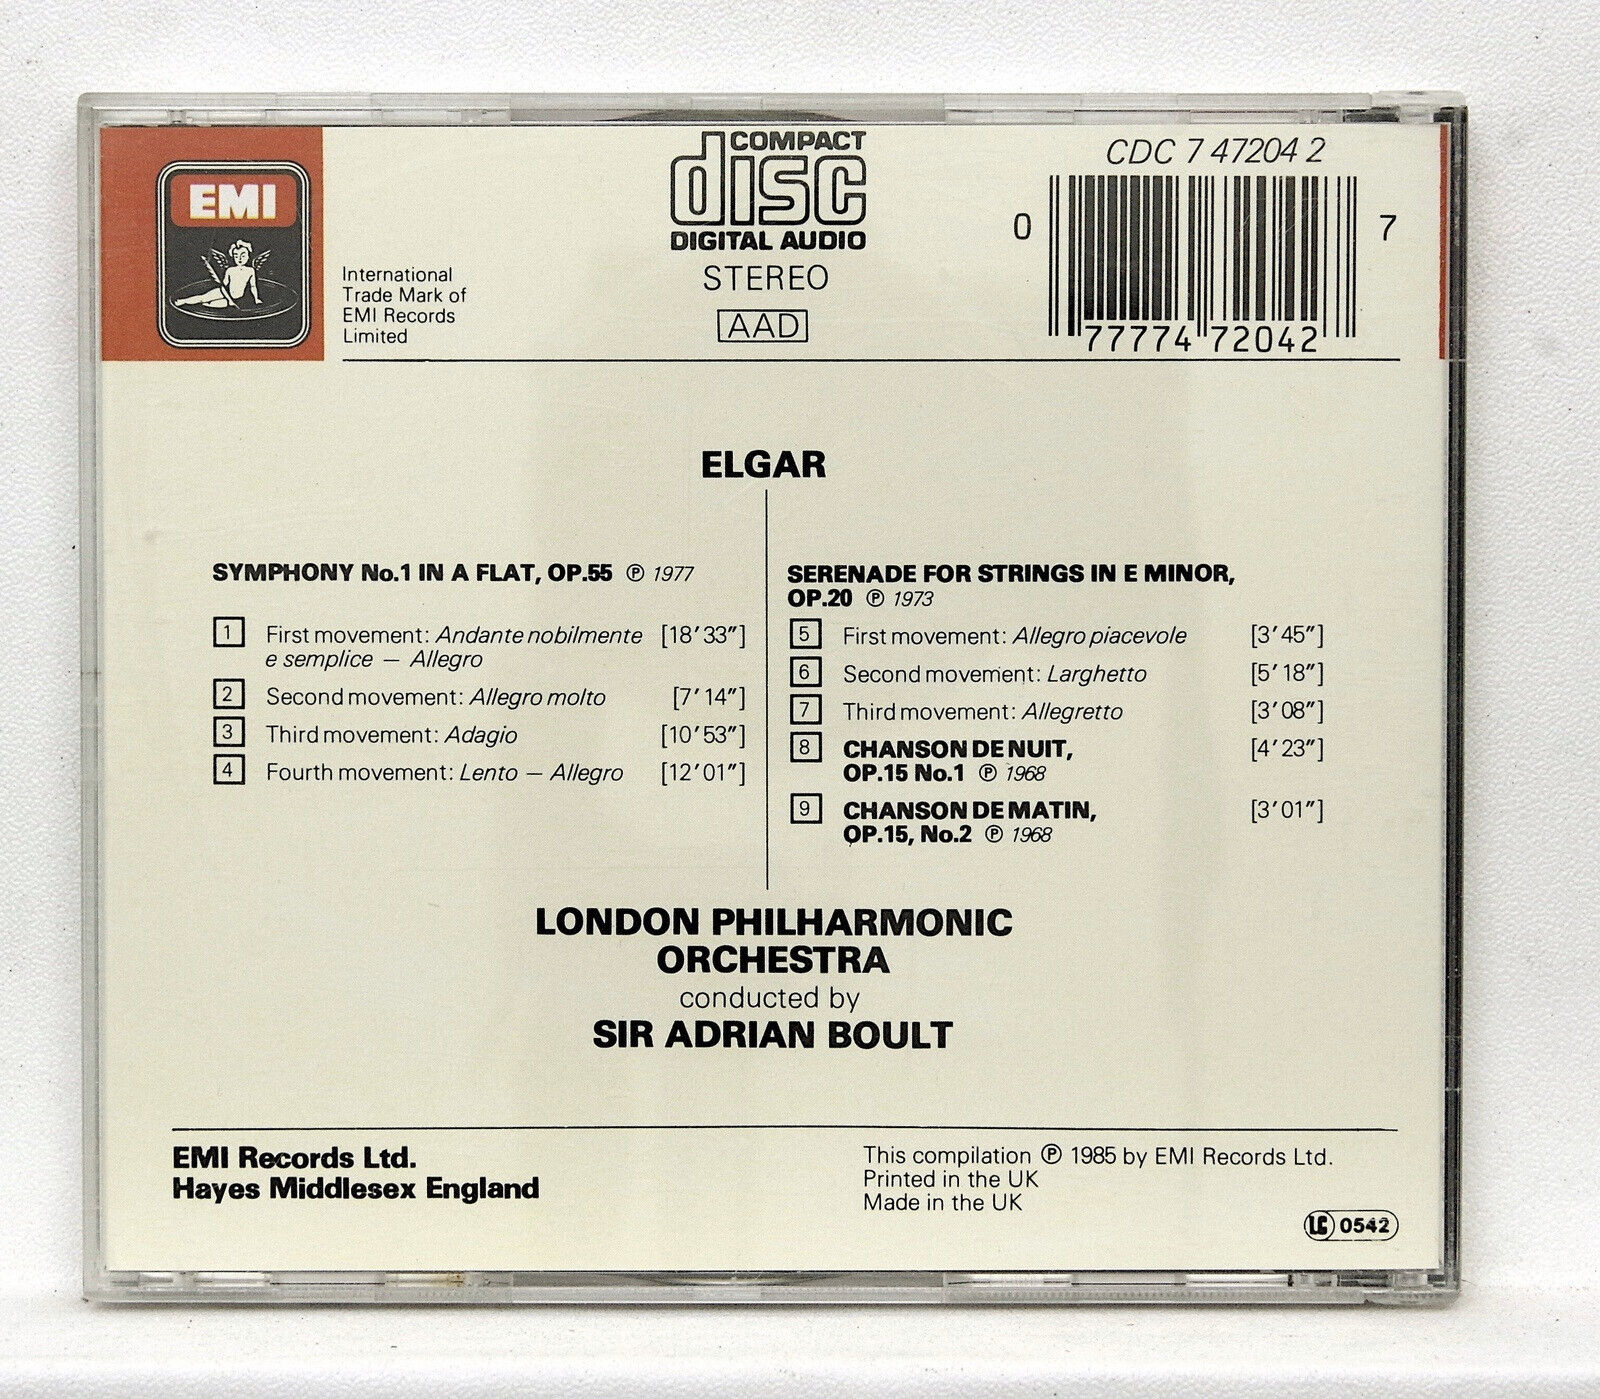 EMI
International
Trade Mark of
EMI Records
Limited
COMPACT
disc
DIGITAL AUDIO
STEREO
AAD
CDC 7 47204 2
0 77774 72042 7
ELGAR
SYMPHONY No.1 IN A FLAT, OP.55 ℗ 1977
1 First movement: Andante nobilmente [18'33"]
e semplice — Allegro
2 Second movement: Allegro molto [7'14"]
3 Third movement: Adagio [10'53"]
4 Fourth movement: Lento — Allegro [12'01"]
SERENADE FOR STRINGS IN E MINOR,
OP.20 ℗ 1973
5 First movement: Allegro piacevole [3'45"]
6 Second movement: Larghetto [5'18"]
7 Third movement: Allegretto [3'08"]
8 CHANSON DE NUIT, [4'23"]
OP.15 No.1 ℗ 1968
9 CHANSON DE MATIN, [3'01"]
OP.15, No.2 ℗ 1968
LONDON PHILHARMONIC
ORCHESTRA
conducted by
SIR ADRIAN BOULT
EMI Records Ltd.
Hayes Middlesex England
This compilation ℗ 1985 by EMI Records Ltd.
Printed in the UK
Made in the UK
LC 0542